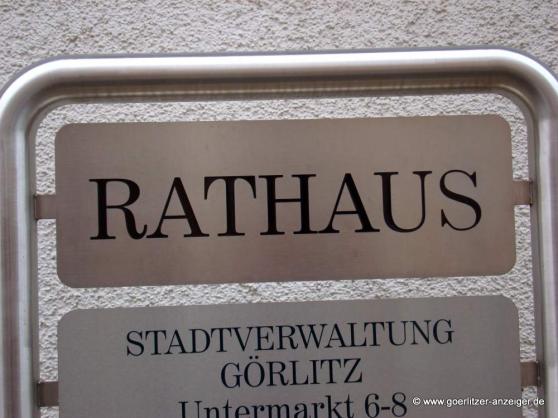 RATHAUS
STADTVERWALTUNG
GÖRLITZ
Untermarkt 6-8
© www.goerlitzer-anzeiger.de